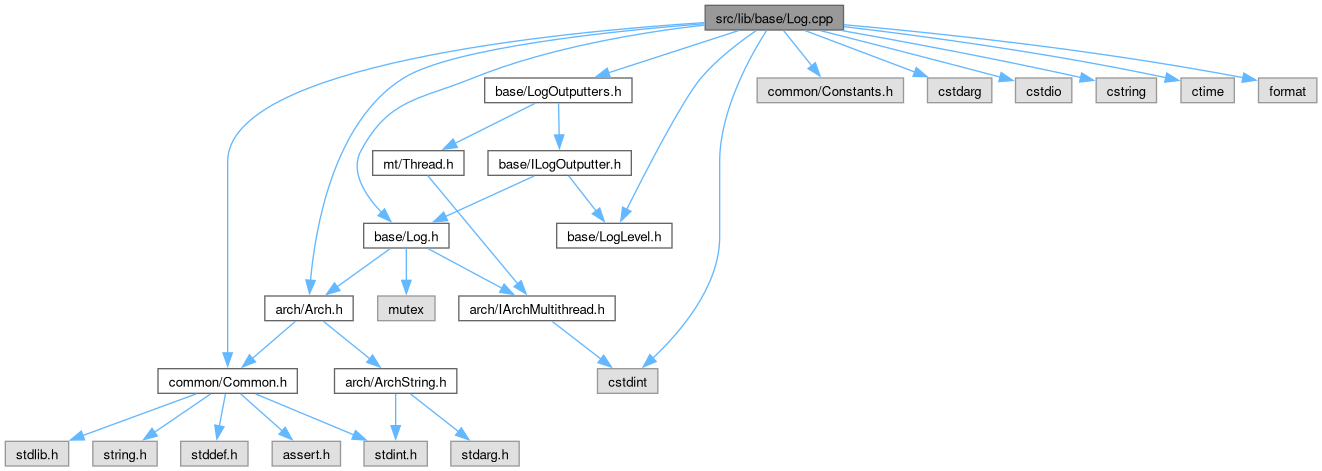 src/lib/base/Log.cpp
base/LogOutputters.h
common/Constants.h
cstdarg
cstdio
cstring
ctime
format
mt/Thread.h
base/ILogOutputter.h
base/Log.h
base/LogLevel.h
arch/Arch.h
mutex
arch/IArchMultithread.h
common/Common.h
arch/ArchString.h
cstdint
stdlib.h
string.h
stddef.h
assert.h
stdint.h
stdarg.h